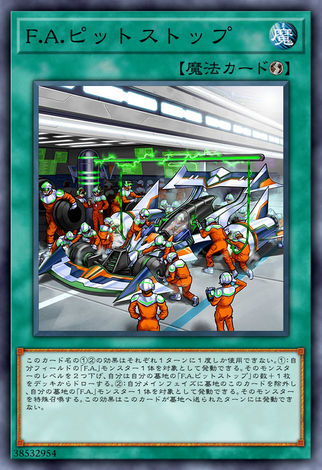 F.A.ピットストップ
魔
【魔法カード】
このカード名の①②の効果はそれぞれ１ターンに１度しか使用できない。①：自
分フィールドの「F.A.」モンスター１体を対象として発動できる。そのモンスタ
ーのレベルを２つ下げ、自分は自分の墓地の「F.A.ピットストップ」の数＋１枚
をデッキからドローする。②：自分メインフェイズに墓地のこのカードを除外し、
自分の墓地の「F.A.」モンスター１体を対象として発動できる。そのモンスター
を特殊召喚する。この効果はこのカードが墓地へ送られたターンには発動でき
ない。
38532954